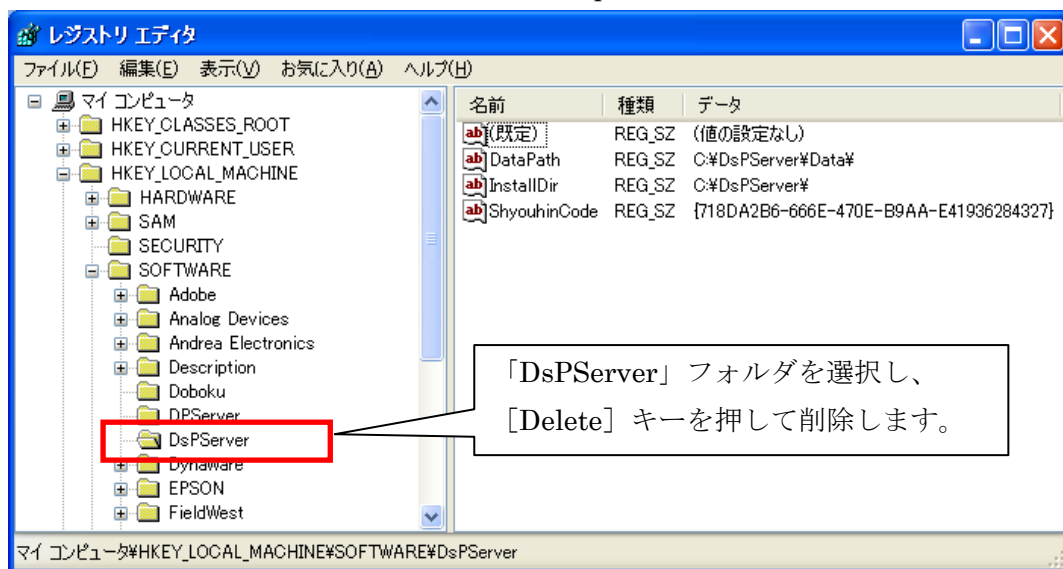 レジストリ エディタ
ファイル(F) 編集(E) 表示(V) お気に入り(A) ヘルプ(H)
マイ コンピュータ
HKEY_CLASSES_ROOT
HKEY_CURRENT_USER
HKEY_LOCAL_MACHINE
HARDWARE
SAM
SECURITY
SOFTWARE
Adobe
Analog Devices
Andrea Electronics
Description
Doboku
DPServer
DsPServer
Dynaware
EPSON
FieldWest
名前 種類 データ
(既定) REG_SZ (値の設定なし)
DataPath REG_SZ C:¥DsPServer¥Data¥
InstallDir REG_SZ C:¥DsPServer¥
ShyouhinCode REG_SZ {718DA2B6-666E-470E-B9AA-E41936284327}
「DsPServer」フォルダを選択し、
［Delete］キーを押して削除します。
マイ コンピュータ¥HKEY_LOCAL_MACHINE¥SOFTWARE¥DsPServer